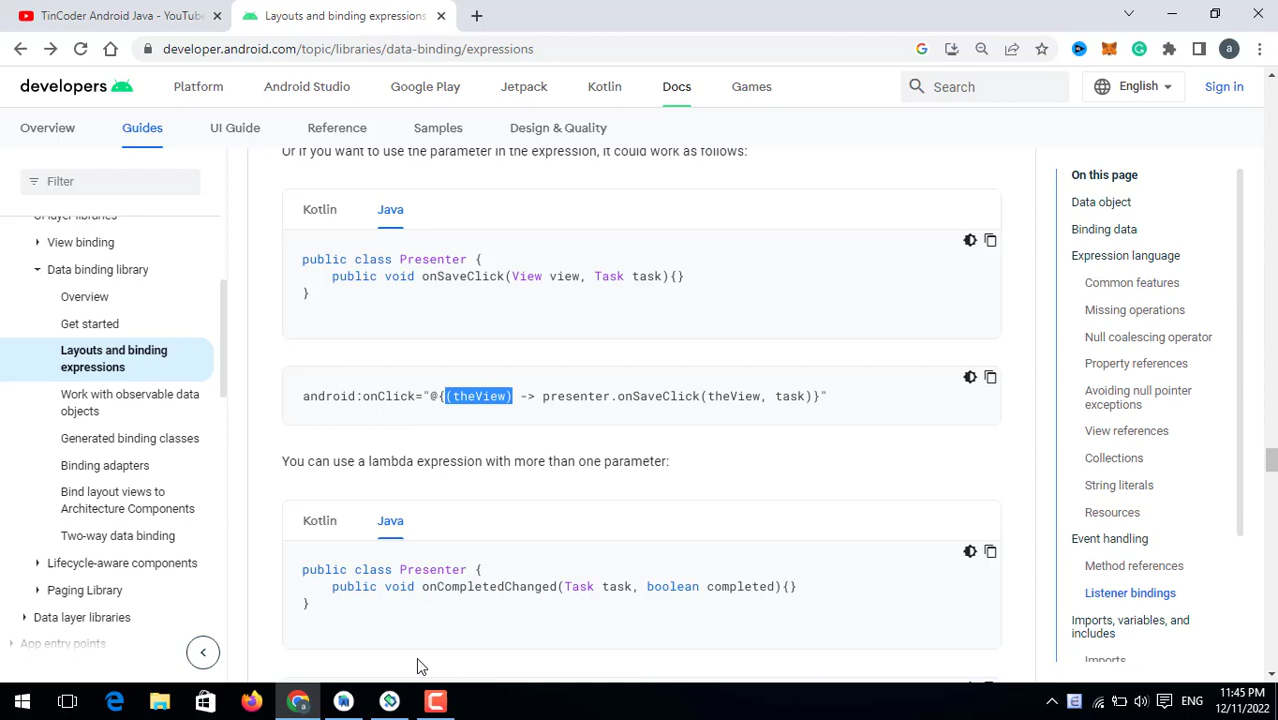 TinCoder Android Java - YouTube
Layouts and binding expressions
developer.android.com/topic/libraries/data-binding/expressions
a
developers
Platform
Android Studio
Google Play
Jetpack
Kotlin
Docs
Games
Search
English
Sign in
Overview
Guides
UI Guide
Reference
Samples
Design & Quality
Filter
UI layer libraries
View binding
Data binding library
Overview
Get started
Layouts and binding
expressions
Work with observable data
objects
Generated binding classes
Binding adapters
Bind layout views to
Architecture Components
Two-way data binding
Lifecycle-aware components
Paging Library
Data layer libraries
App entry points
Or if you want to use the parameter in the expression, it could work as follows:
Kotlin
Java
public class Presenter {
public void onSaveClick(View view, Task task){}
}
android:onClick="@{(theView) -> presenter.onSaveClick(theView, task)}"
You can use a lambda expression with more than one parameter:
Kotlin
Java
public class Presenter {
public void onCompletedChanged(Task task, boolean completed){}
}
On this page
Data object
Binding data
Expression language
Common features
Missing operations
Null coalescing operator
Property references
Avoiding null pointer
exceptions
View references
Collections
String literals
Resources
Event handling
Method references
Listener bindings
Imports, variables, and
includes
Imports
ENG
11:45 PM
12/11/2022